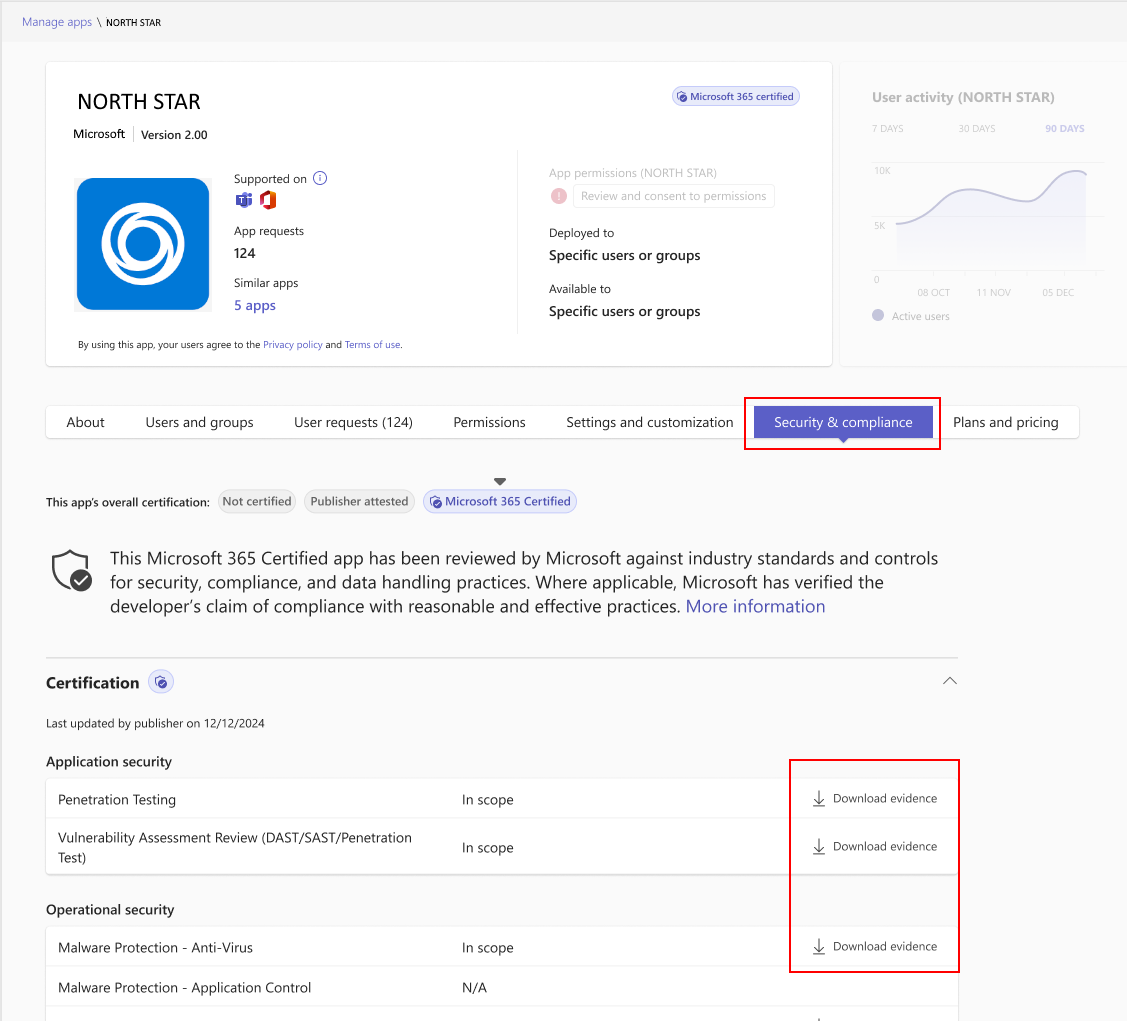 Manage apps \ NORTH STAR
NORTH STAR
Microsoft 365 certified
Microsoft Version 2.00
Supported on
App requests
124
Similar apps
5 apps
By using this app, your users agree to the Privacy policy and Terms of use.
App permissions (NORTH STAR)
Review and consent to permissions
Deployed to
Specific users or groups
Available to
Specific users or groups
User activity (NORTH STAR)
7 DAYS 30 DAYS 90 DAYS
10K
5K
0
08 OCT 11 NOV 05 DEC
Active users
About Users and groups User requests (124) Permissions Settings and customization Security & compliance Plans and pricing
This app's overall certification: Not certified Publisher attested Microsoft 365 Certified
This Microsoft 365 Certified app has been reviewed by Microsoft against industry standards and controls
for security, compliance, and data handling practices. Where applicable, Microsoft has verified the
developer's claim of compliance with reasonable and effective practices. More information
Certification
Last updated by publisher on 12/12/2024
Application security
Penetration Testing In scope Download evidence
Vulnerability Assessment Review (DAST/SAST/Penetration
Test) In scope Download evidence
Operational security
Malware Protection - Anti-Virus In scope Download evidence
Malware Protection - Application Control N/A